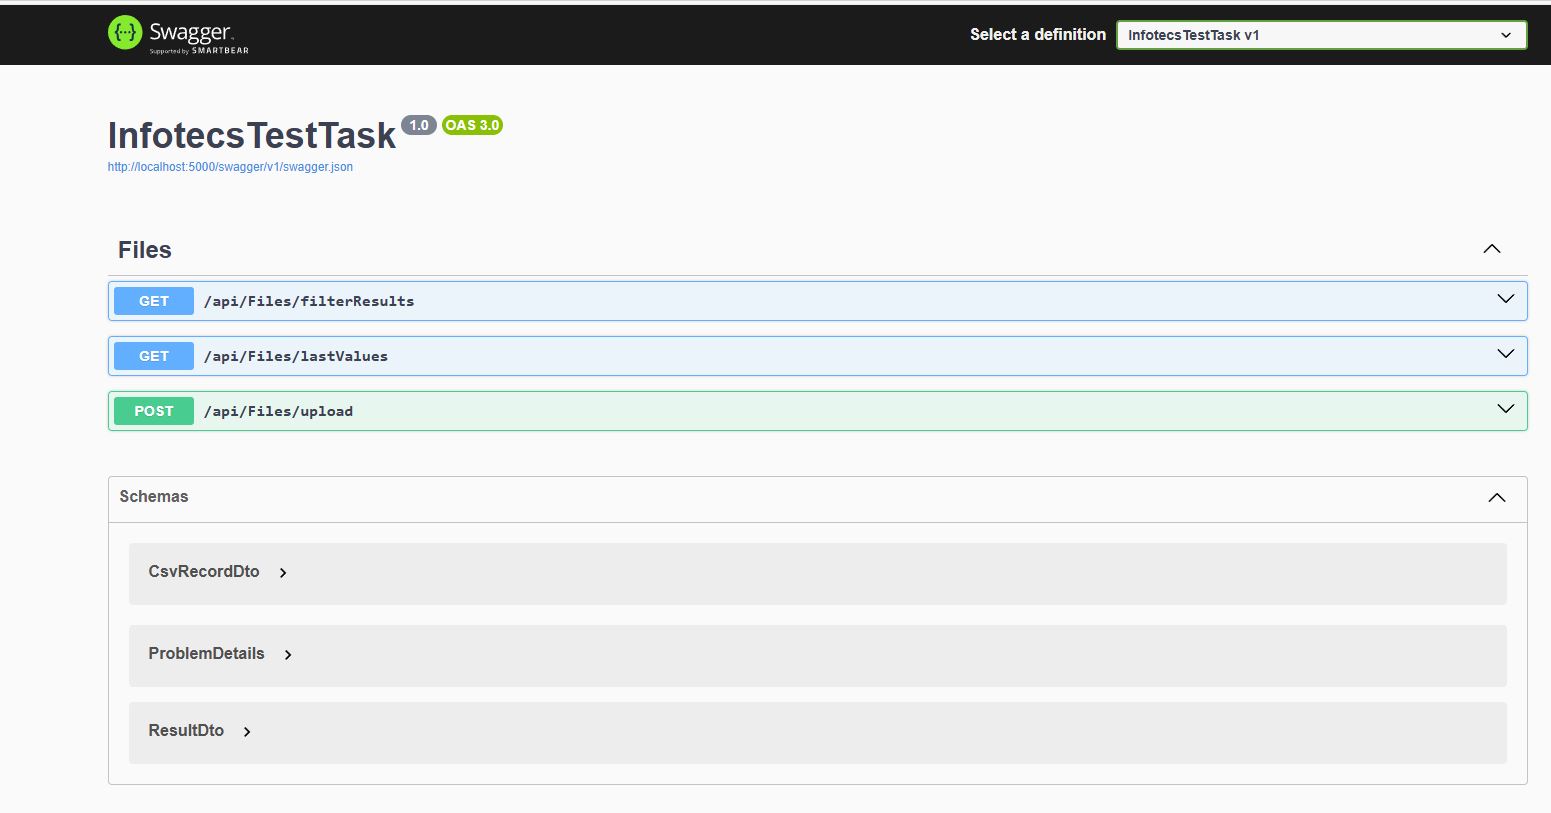 Swagger
Supported by SMARTBEAR
Select a definition
InfotecsTestTask v1
InfotecsTestTask 1.0 OAS 3.0
http://localhost:5000/swagger/v1/swagger.json
Files
GET /api/Files/filterResults
GET /api/Files/lastValues
POST /api/Files/upload
Schemas
CsvRecordDto
ProblemDetails
ResultDto